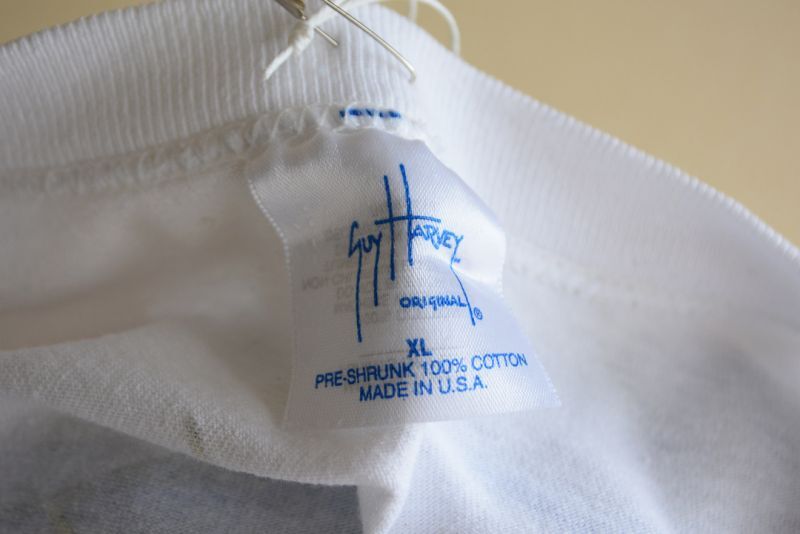 GUY HARVEY
ORIGINAL®
XL
PRE-SHRUNK 100% COTTON
MADE IN U.S.A.